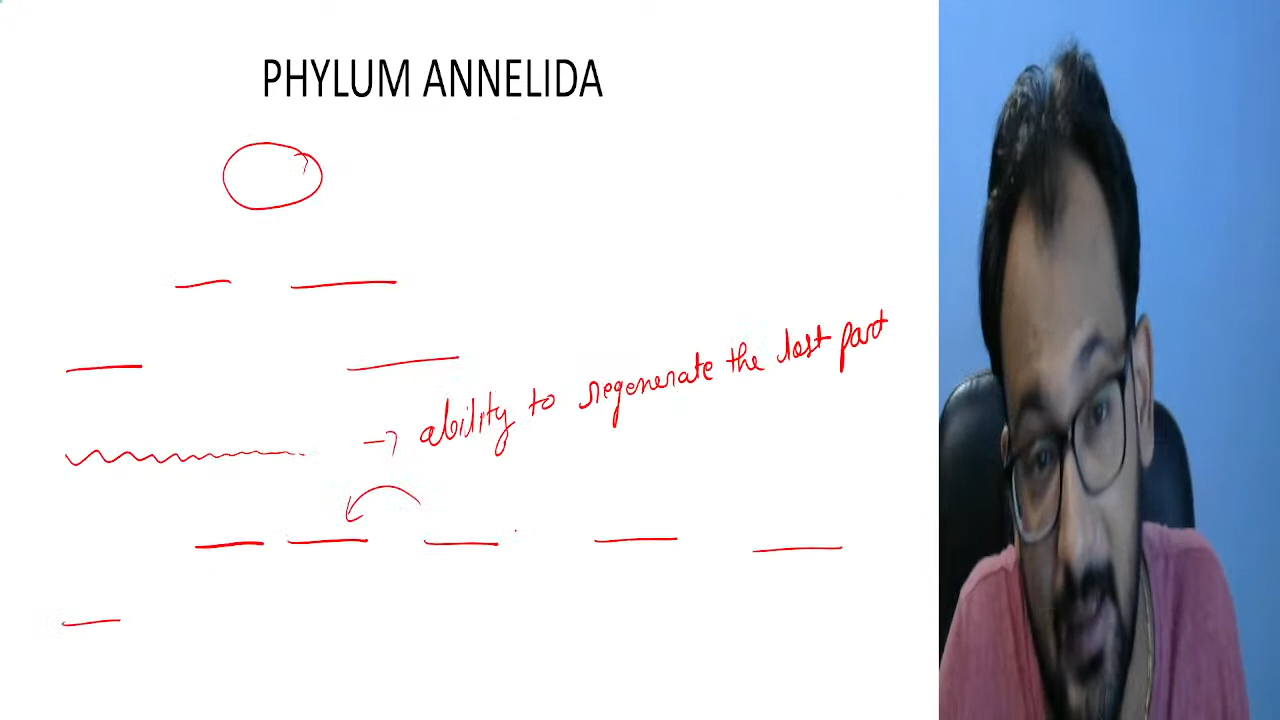 PHYLUM ANNELIDA
→ ability to regenerate the lost part